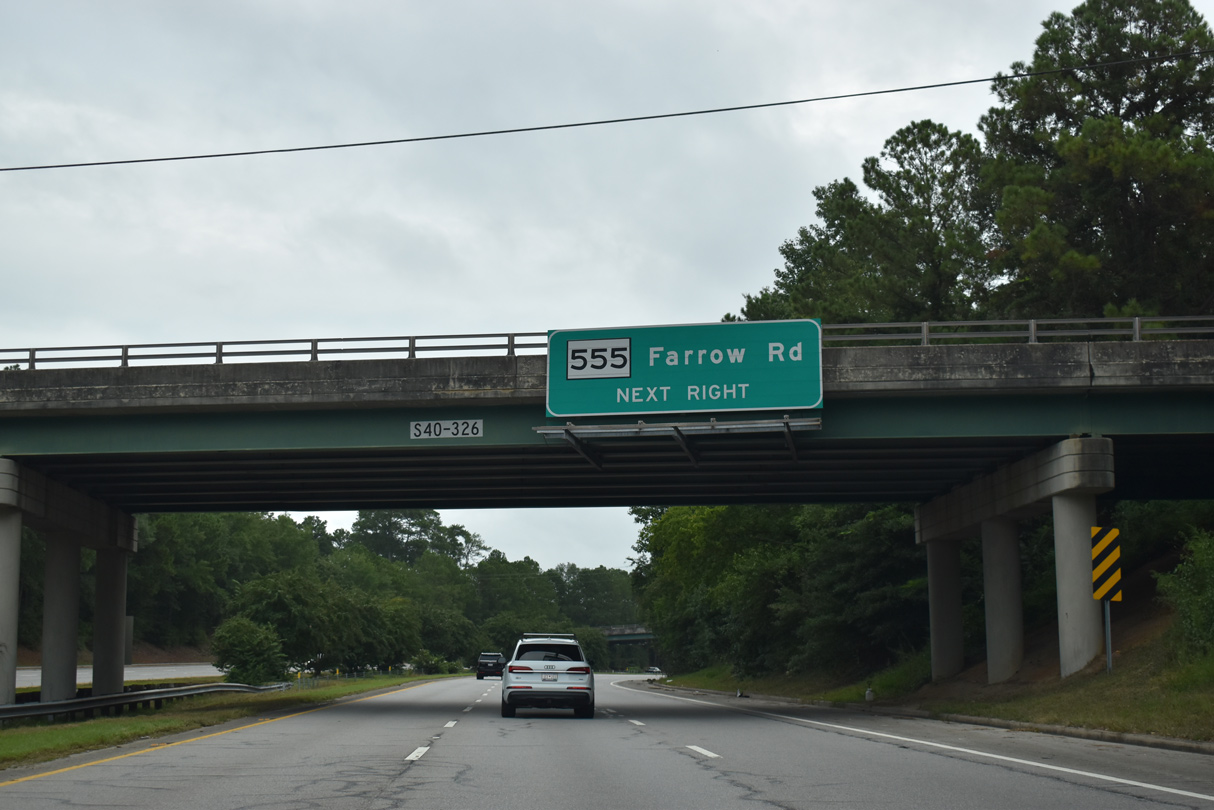 555 Farrow Rd
NEXT RIGHT
S40-326